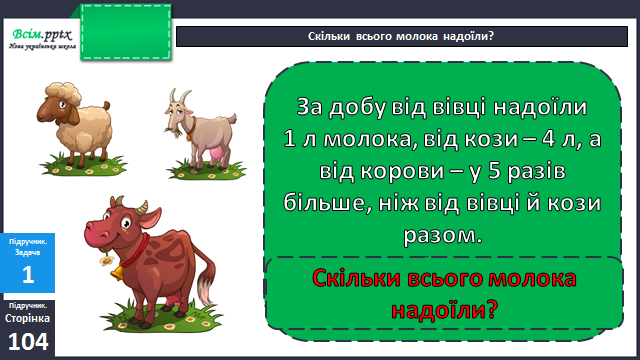 Всім.pptx
Нова українська школа
Скільки всього молока надоїли?
За добу від вівці надоїли
1 л молока, від кози – 4 л, а
від корови – у 5 разів
більше, ніж від вівці й кози
разом.
Скільки всього молока
надоїли?
Підручник.
Задача
1
Підручник.
Сторінка
104